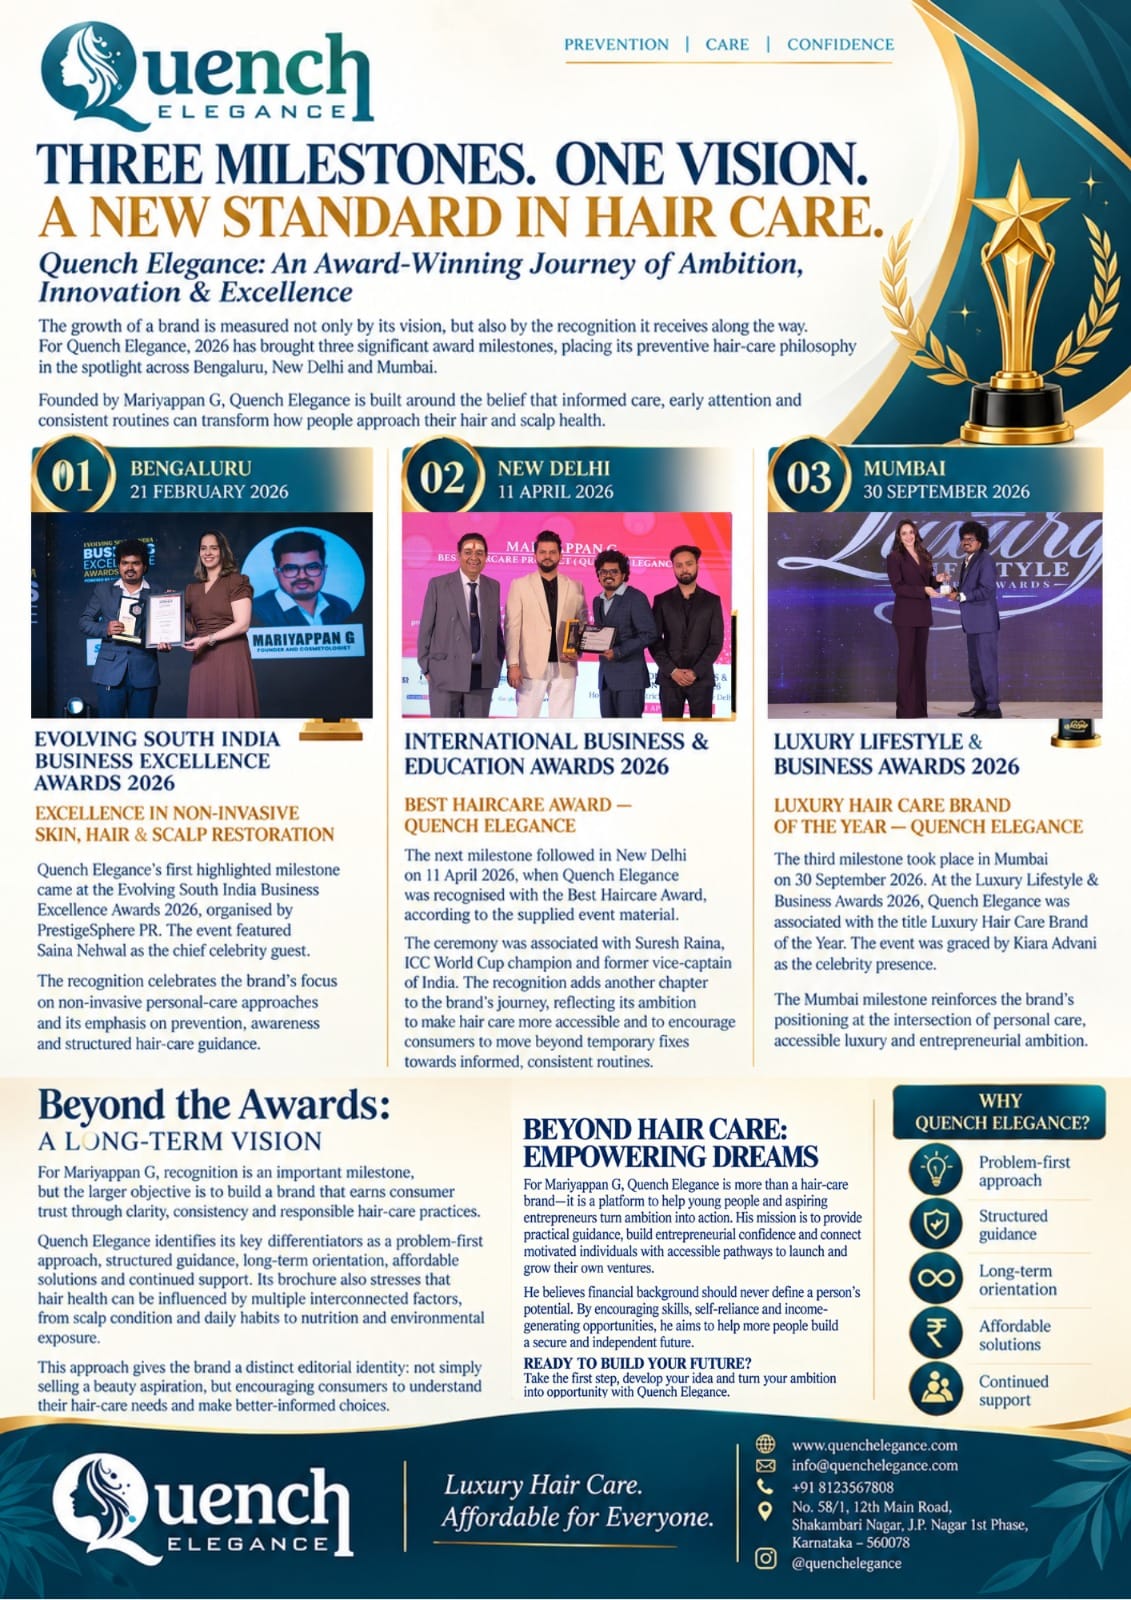 Quench
ELEGANCE
PREVENTION | CARE | CONFIDENCE
THREE MILESTONES. ONE VISION.
A NEW STANDARD IN HAIR CARE.
Quench Elegance: An Award-Winning Journey of Ambition,
Innovation & Excellence
The growth of a brand is measured not only by its vision, but also by the recognition it receives along the way.
For Quench Elegance, 2026 has brought three significant award milestones, placing its preventive hair-care philosophy
in the spotlight across Bengaluru, New Delhi and Mumbai.
Founded by Mariyappan G, Quench Elegance is built around the belief that informed care, early attention and
consistent routines can transform how people approach their hair and scalp health.
01
BENGALURU
21 FEBRUARY 2026
MARIYAPPAN G
FOUNDER AND COSMETOLOGIST
EVOLVING SOUTH INDIA
BUSINESS EXCELLENCE
AWARDS 2026
EXCELLENCE IN NON-INVASIVE
SKIN, HAIR & SCALP RESTORATION
Quench Elegance's first highlighted milestone
came at the Evolving South India Business
Excellence Awards 2026, organised by
PrestigeSphere PR. The event featured
Saina Nehwal as the chief celebrity guest.
The recognition celebrates the brand's focus
on non-invasive personal-care approaches
and its emphasis on prevention, awareness
and structured hair-care guidance.
02
NEW DELHI
11 APRIL 2026
INTERNATIONAL BUSINESS &
EDUCATION AWARDS 2026
BEST HAIRCARE AWARD —
QUENCH ELEGANCE
The next milestone followed in New Delhi
on 11 April 2026, when Quench Elegance
was recognised with the Best Haircare Award,
according to the supplied event material.
The ceremony was associated with Suresh Raina,
ICC World Cup champion and former vice-captain
of India. The recognition adds another chapter
to the brand's journey, reflecting its ambition
to make hair care more accessible and to encourage
consumers to move beyond temporary fixes
towards informed, consistent routines.
03
MUMBAI
30 SEPTEMBER 2026
Luxury
LIFESTYLE
AWARDS
LUXURY LIFESTYLE &
BUSINESS AWARDS 2026
LUXURY HAIR CARE BRAND
OF THE YEAR — QUENCH ELEGANCE
The third milestone took place in Mumbai
on 30 September 2026. At the Luxury Lifestyle &
Business Awards 2026, Quench Elegance was
associated with the title Luxury Hair Care Brand
of the Year. The event was graced by Kiara Advani
as the celebrity presence.
The Mumbai milestone reinforces the brand's
positioning at the intersection of personal care,
accessible luxury and entrepreneurial ambition.
Beyond the Awards:
A LONG-TERM VISION
For Mariyappan G, recognition is an important milestone,
but the larger objective is to build a brand that earns consumer
trust through clarity, consistency and responsible hair-care practices.
Quench Elegance identifies its key differentiators as a problem-first
approach, structured guidance, long-term orientation, affordable
solutions and continued support. Its brochure also stresses that
hair health can be influenced by multiple interconnected factors,
from scalp condition and daily habits to nutrition and environmental
exposure.
This approach gives the brand a distinct editorial identity: not simply
selling a beauty aspiration, but encouraging consumers to understand
their hair-care needs and make better-informed choices.
BEYOND HAIR CARE:
EMPOWERING DREAMS
For Mariyappan G, Quench Elegance is more than a hair-care
brand—it is a platform to help young people and aspiring
entrepreneurs turn ambition into action. His mission is to provide
practical guidance, build entrepreneurial confidence and connect
motivated individuals with accessible pathways to launch and
grow their own ventures.
He believes financial background should never define a person's
potential. By encouraging skills, self-reliance and income-
generating opportunities, he aims to help more people build
a secure and independent future.
READY TO BUILD YOUR FUTURE?
Take the first step, develop your idea and turn your ambition
into opportunity with Quench Elegance.
WHY
QUENCH ELEGANCE?
Problem-first
approach
Structured
guidance
Long-term
orientation
Affordable
solutions
Continued
support
Quench
ELEGANCE
Luxury Hair Care.
Affordable for Everyone.
www.quenchelegance.com
info@quenchelegance.com
+91 8123567808
No. 58/1, 12th Main Road,
Shakambari Nagar, J.P. Nagar 1st Phase,
Karnataka – 560078
@quenchelegance